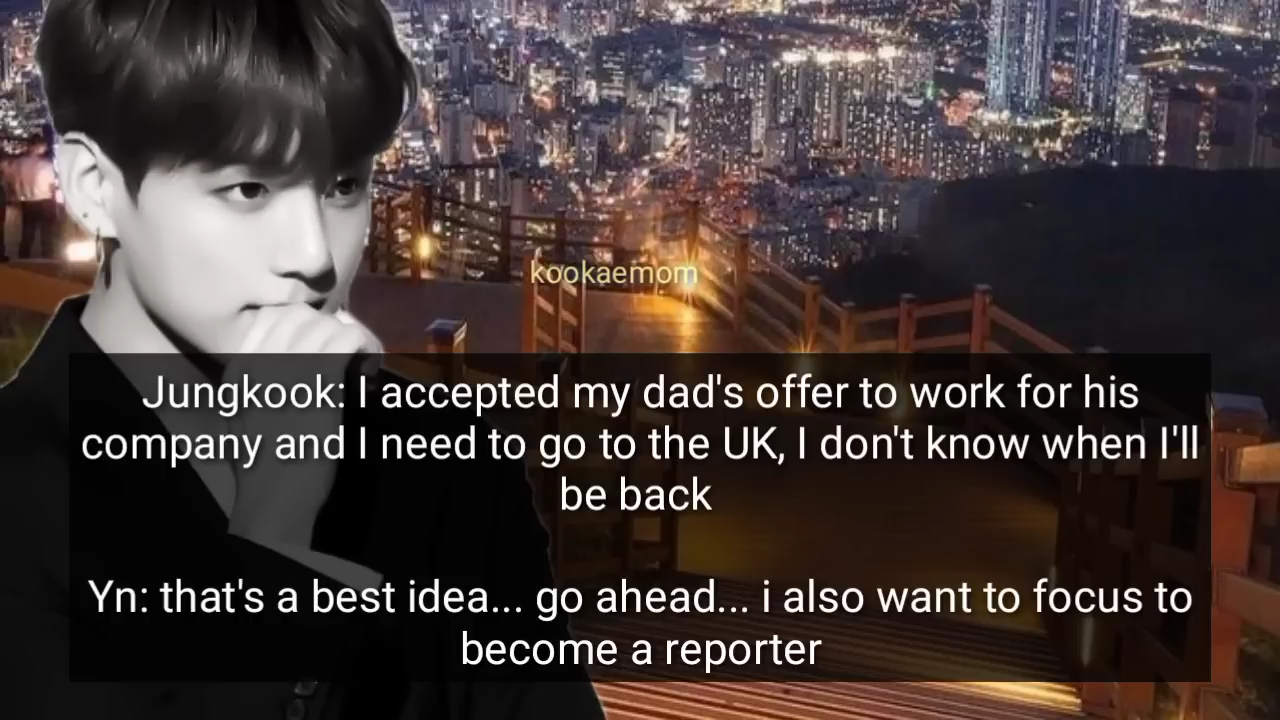 kookaemom
Jungkook: I accepted my dad's offer to work for his
company and I need to go to the UK, I don't know when I'll
be back
Yn: that's a best idea... go ahead... i also want to focus to
become a reporter